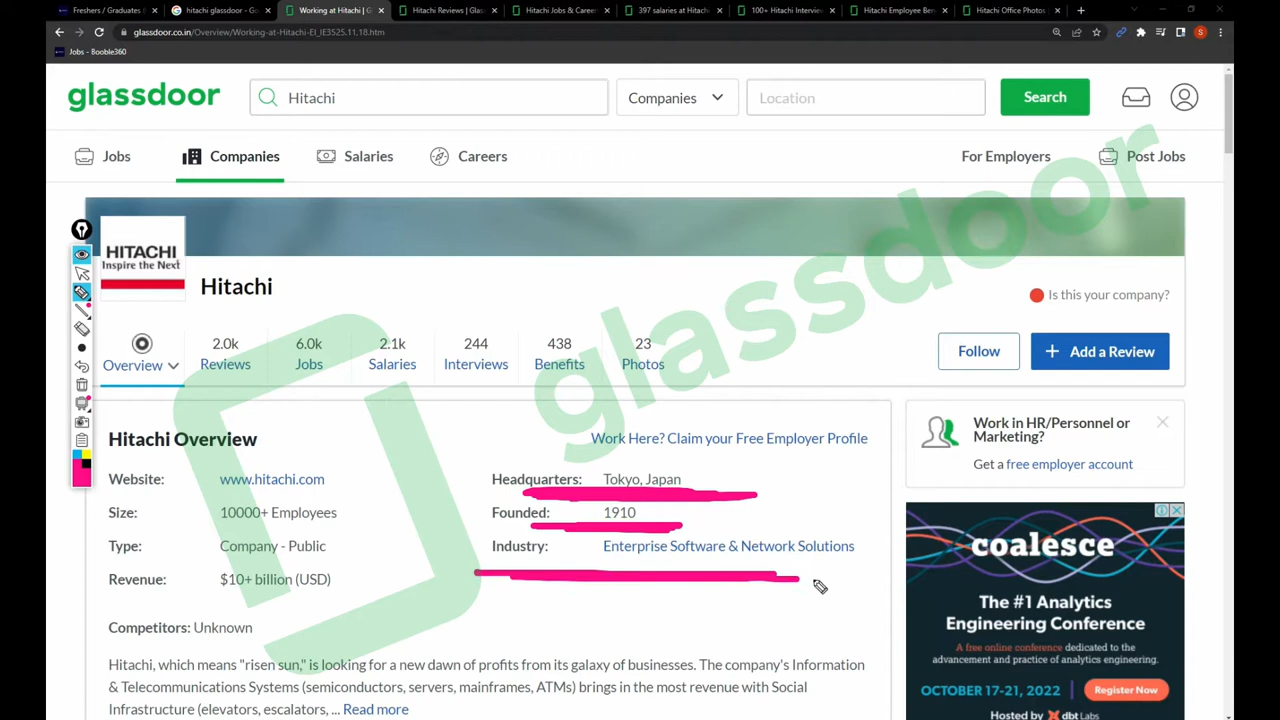 Freshers / Graduates E
hitachi glassdoor - Go
Working at Hitachi | G
Hitachi Reviews | Glas
Hitachi Jobs & Career
397 salaries at Hitachi
100+ Hitachi Interview
Hitachi Employee Ben
Hitachi Office Photos |
glassdoor.co.in/Overview/Working-at-Hitachi-EI_IE3525.11,18.htm
S
Jobs - Booble360
glassdoor
Hitachi
Companies
Location
Search
Jobs
Companies
Salaries
Careers
For Employers
Post Jobs
HITACHI
Inspire the Next
Hitachi
Is this your company?
Overview
2.0k
Reviews
6.0k
Jobs
2.1k
Salaries
244
Interviews
438
Benefits
23
Photos
Follow
+ Add a Review
glassdoor
Hitachi Overview
Work Here? Claim your Free Employer Profile
Website: www.hitachi.com
Headquarters: Tokyo, Japan
Size: 10000+ Employees
Founded: 1910
Type: Company - Public
Industry: Enterprise Software & Network Solutions
Revenue: $10+ billion (USD)
Competitors: Unknown
Hitachi, which means "risen sun," is looking for a new dawn of profits from its galaxy of businesses. The company's Information
& Telecommunications Systems (semiconductors, servers, mainframes, ATMs) brings in the most revenue with Social
Infrastructure (elevators, escalators, ... Read more
Work in HR/Personnel or
Marketing?
Get a free employer account
coalesce
The #1 Analytics
Engineering Conference
A free online conference dedicated to the
advancement and practice of analytics engineering.
OCTOBER 17-21, 2022 | Register Now
Hosted by dbt Labs